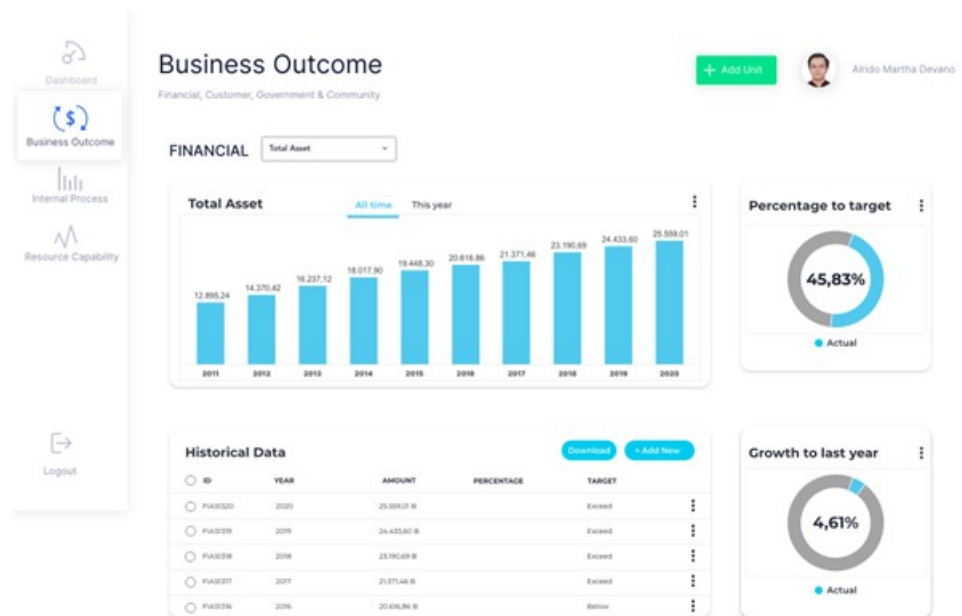 Dashboard
Business Outcome
Internal Process
Resource Capability
Logout
Business Outcome
Financial, Customer, Government & Community
+ Add Unit
Alrido Martha Devano
FINANCIAL
Total Asset
Total Asset
All time
This year
12.895,24
14.370,42
16.237,12
18.017,90
19.448,30
20.616,86
21.371,46
23.190,69
24.433,60
25.559,01
2011 2012 2013 2014 2015 2016 2017 2018 2019 2020
Percentage to target
45,83%
Actual
Historical Data
Download
+ Add New
ID YEAR AMOUNT PERCENTAGE TARGET
FIAS1320 2020 25.559,01 B Exceed
FIAS1319 2019 24.433,60 B Exceed
FIAS1318 2018 23.190,69 B Exceed
FIAS1317 2017 21.371,46 B Exceed
FIAS1316 2016 20.616,86 B Below
Growth to last year
4,61%
Actual